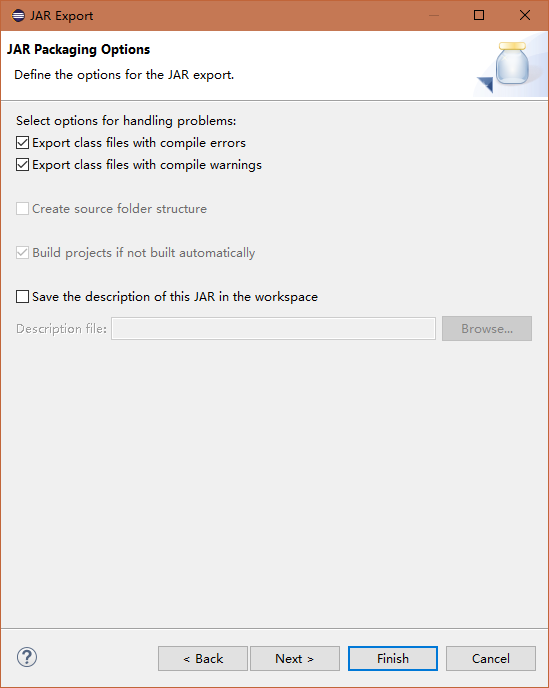 JAR Export
JAR Packaging Options
Define the options for the JAR export.
Select options for handling problems:
Export class files with compile errors
Export class files with compile warnings
Create source folder structure
Build projects if not built automatically
Save the description of this JAR in the workspace
Description file: Browse...
? < Back Next > Finish Cancel